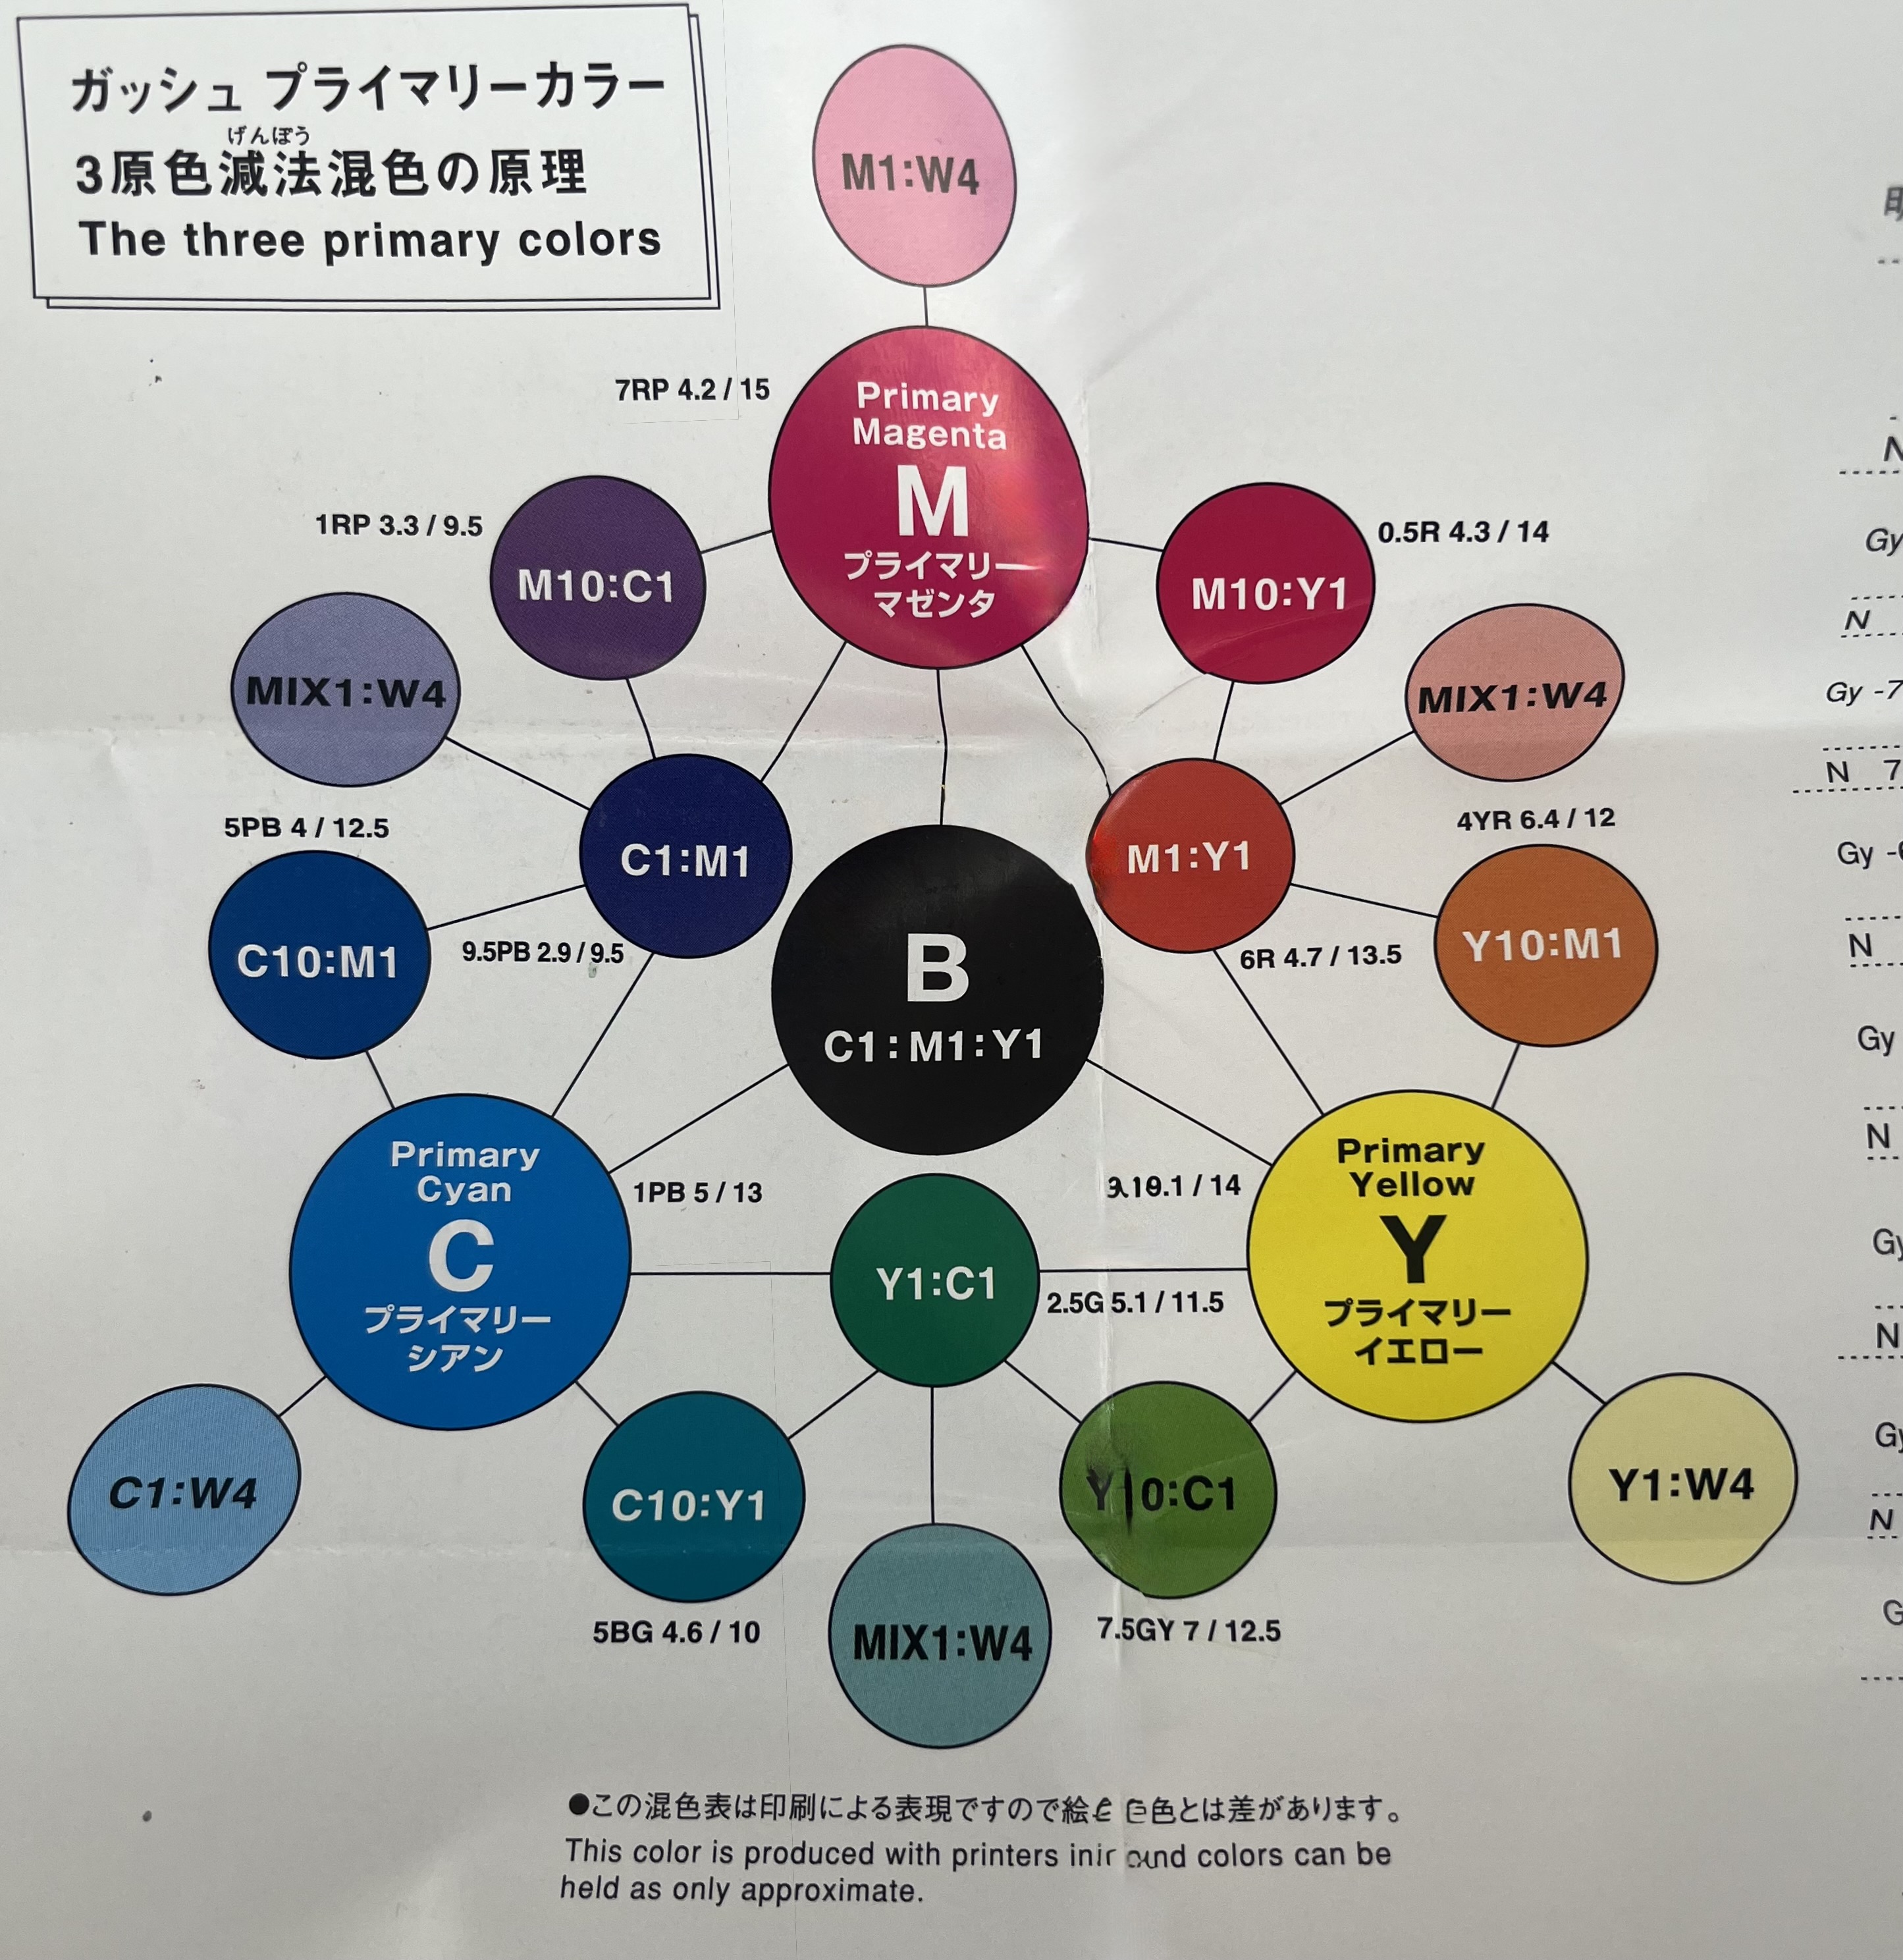 ガッシュ プライマリーカラー
げんぽう
3原色減法混色の原理
The three primary colors
M1:W4
7RP 4.2 / 15
Primary
Magenta
M
プライマリー
マゼンタ
1RP 3.3 / 9.5
M10:C1
M10:Y1
0.5R 4.3 / 14
MIX1:W4
MIX1:W4
5PB 4 / 12.5
4YR 6.4 / 12
C1:M1
M1:Y1
C10:M1
9.5PB 2.9 / 9.5
6R 4.7 / 13.5
Y10:M1
B
C1:M1:Y1
Primary
Cyan
C
プライマリー
シアン
1PB 5 / 13
/ 14
Primary
Yellow
Y
プライマリー
イエロー
Y1:C1
2.5G 5.1 / 11.5
C1:W4
C10:Y1
Y10:C1
Y1:W4
5BG 4.6 / 10
MIX1:W4
7.5GY 7 / 12.5
●この混色表は印刷による表現ですので絵 色とは差があります。
This color is produced with printers colors can be
held as only approximate.
N
Gy
N
Gy -7
N 7
Gy
N
Gy
N
Gy
N
Gy
N